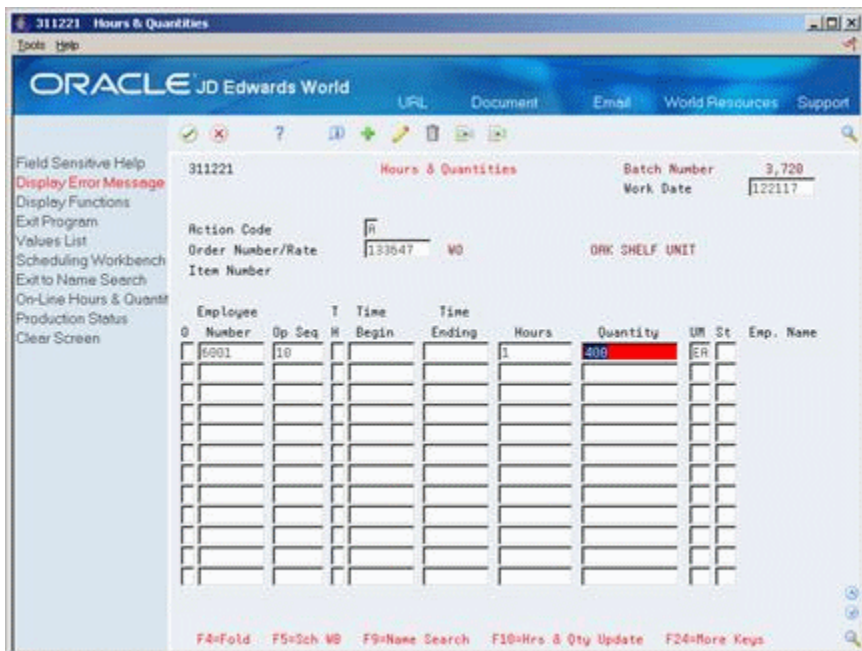 311221 Hours & Quantities
Tools Help
ORACLE JD Edwards World
URL Document Email World Resources Support
Field Sensitive Help
Display Error Message
Display Functions
Exit Program
Values List
Scheduling Workbench
Exit to Name Search
On-Line Hours & Quantit
Production Status
Clear Screen
311221 Hours & Quantities Batch Number 3,720
Work Date 122117
Action Code A
Order Number/Rate 133647 WO OAK SHELF UNIT
Item Number
Employee T Time Time
O Number Op Seq H Begin Ending Hours Quantity UM St Emp. Name
6001 10 1 400 EA
F4=Fold F5=Sch WB F9=Name Search F10=Hrs & Qty Update F24=More Keys